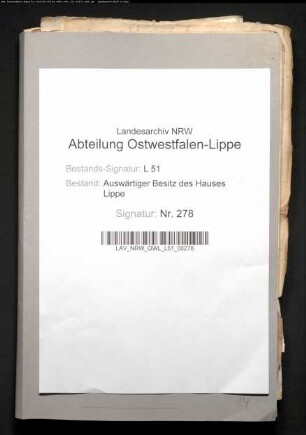 Landesarchiv NRW
Abteilung Ostwestfalen-Lippe
Bestands-Signatur: L 51
Bestand: Auswärtiger Besitz des Hauses
Lippe
Signatur: Nr. 278
LAV_NRW_OWL_L51_00278